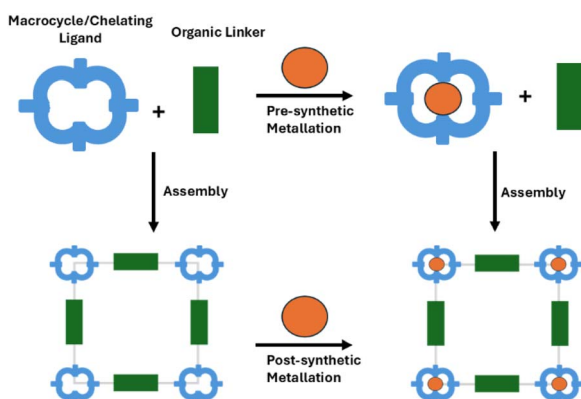 Macrocycle/Chelating
Ligand
Organic Linker
+
Pre-synthetic
Metallation
+
Assembly
Assembly
Post-synthetic
Metallation